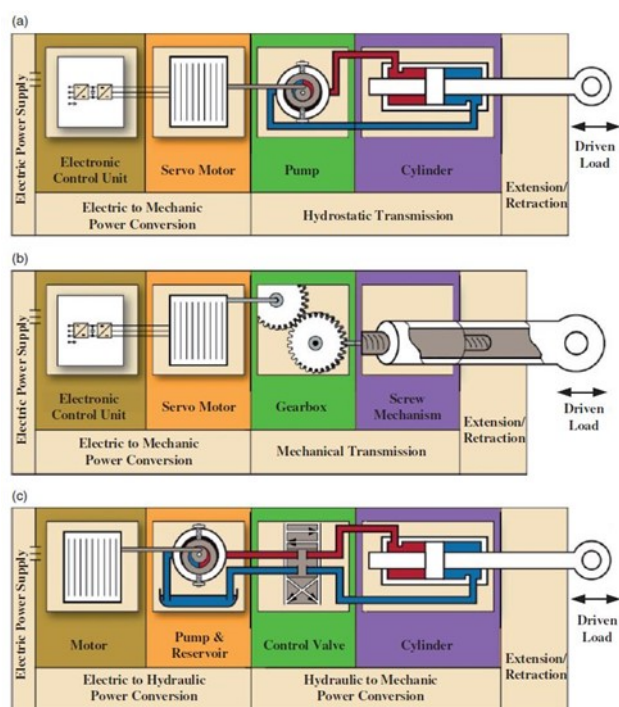 (a)
Electric Power Supply
Electronic
Control Unit
Servo Motor
Pump
Cylinder
Extension/
Retraction
Driven
Load
Electric to Mechanic
Power Conversion
Hydrostatic Transmission
(b)
Electric Power Supply
Electronic
Control Unit
Servo Motor
Gearbox
Screw
Mechanism
Extension/
Retraction
Driven
Load
Electric to Mechanic
Power Conversion
Mechanical Transmission
(c)
Electric Power Supply
Motor
Pump &
Reservoir
Control Valve
Cylinder
Extension/
Retraction
Driven
Load
Electric to Hydraulic
Power Conversion
Hydraulic to Mechanic
Power Conversion